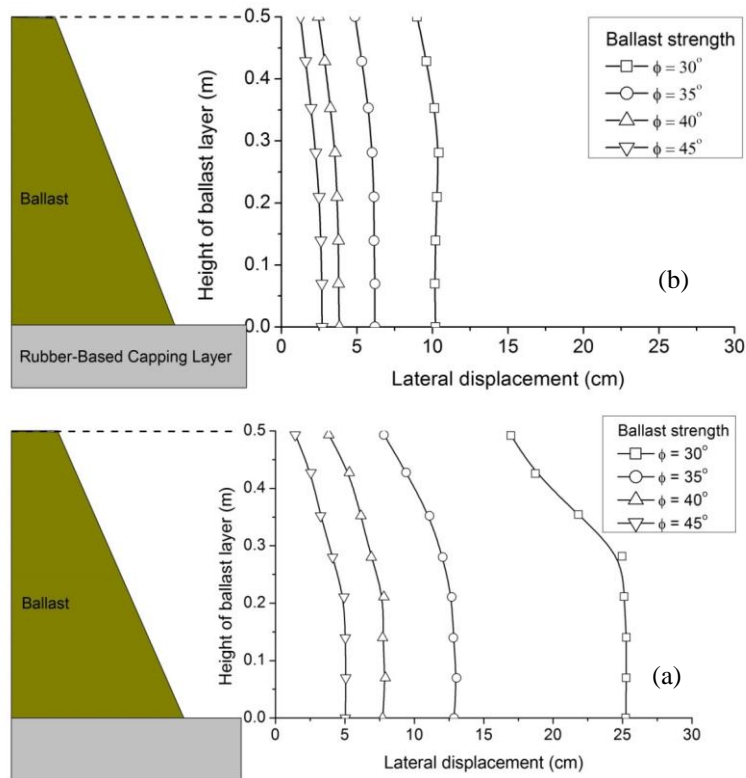 0.5
0.4
0.3
0.2
0.1
0.0
Height of ballast layer (m)
Ballast
Rubber-Based Capping Layer
Ballast strength
ϕ = 30°
ϕ = 35°
ϕ = 40°
ϕ = 45°
(b)
0 5 10 15 20 25 30
Lateral displacement (cm)
0.5
0.4
0.3
0.2
0.1
0.0
Height of ballast layer (m)
Ballast
Ballast strength
ϕ = 30°
ϕ = 35°
ϕ = 40°
ϕ = 45°
(a)
0 5 10 15 20 25 30
Lateral displacement (cm)